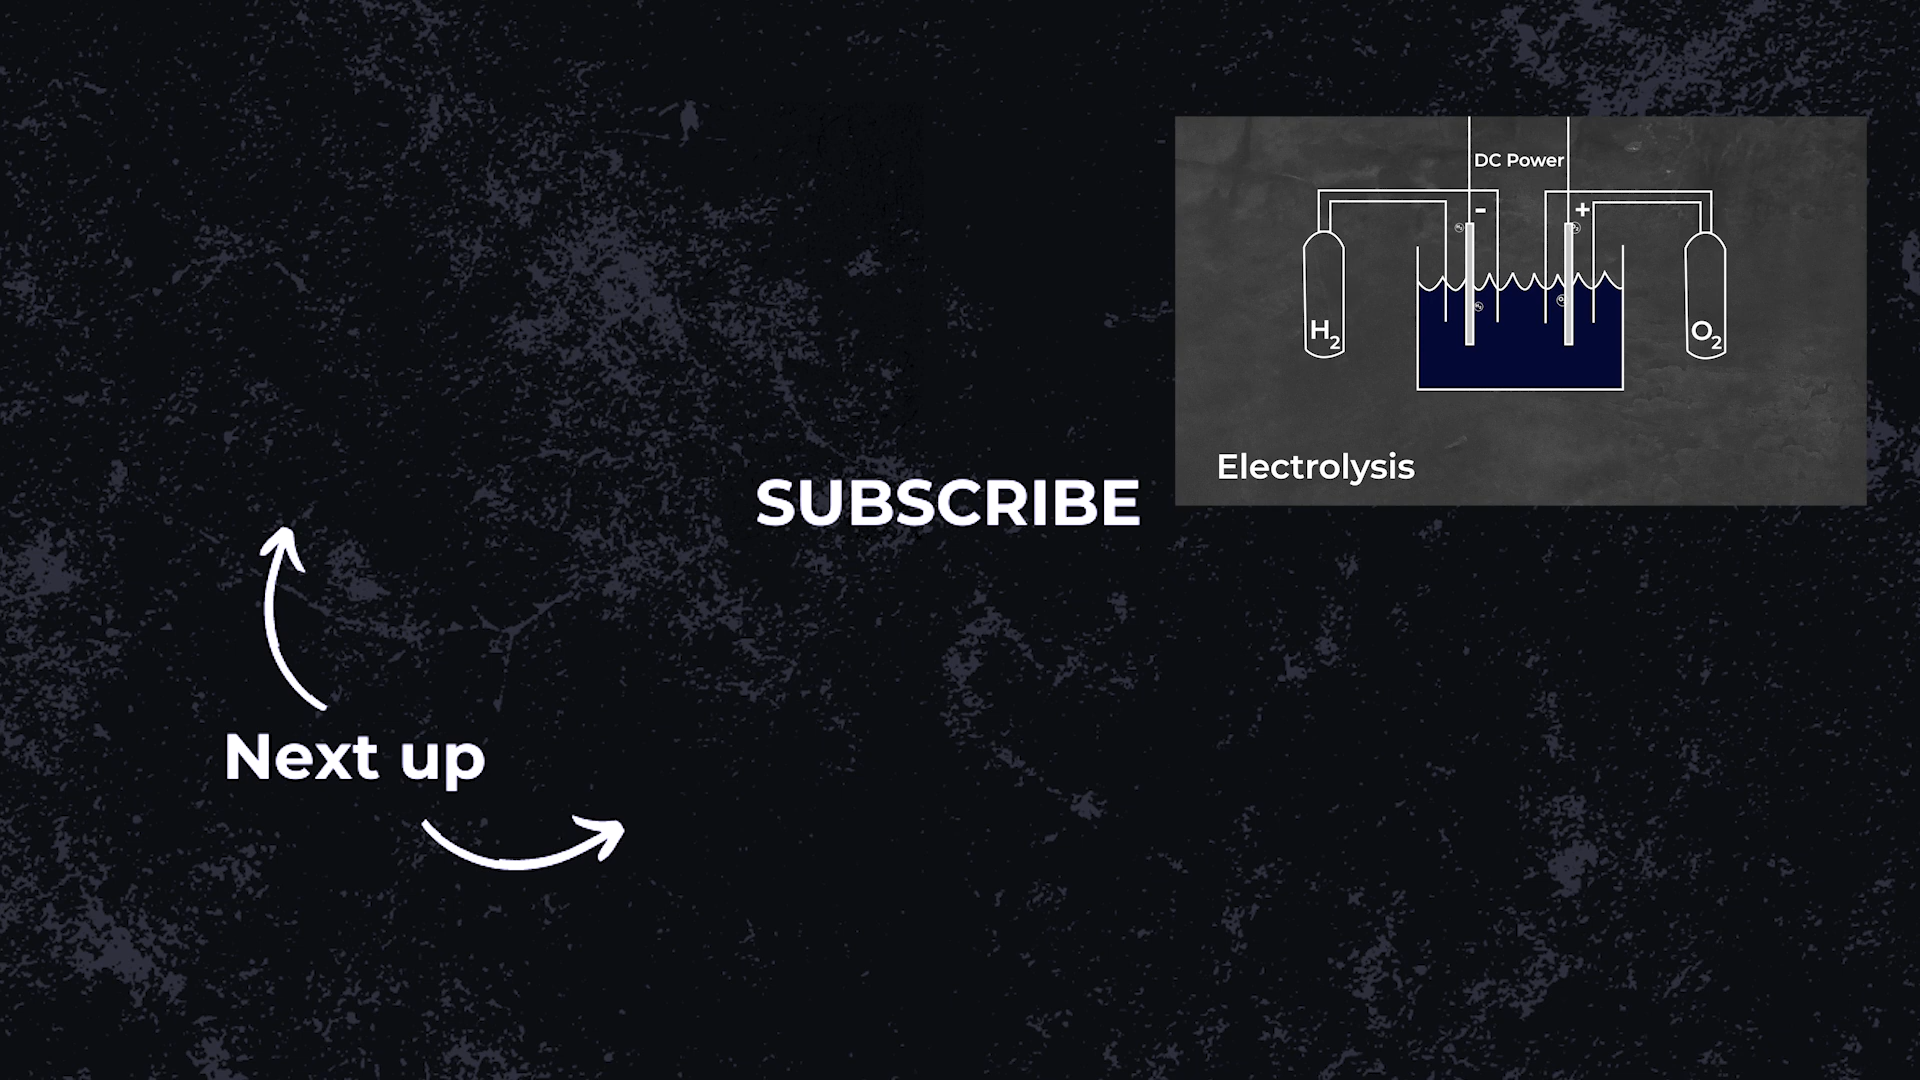 DC Power
- +
H2
O2
Electrolysis
SUBSCRIBE
Next up